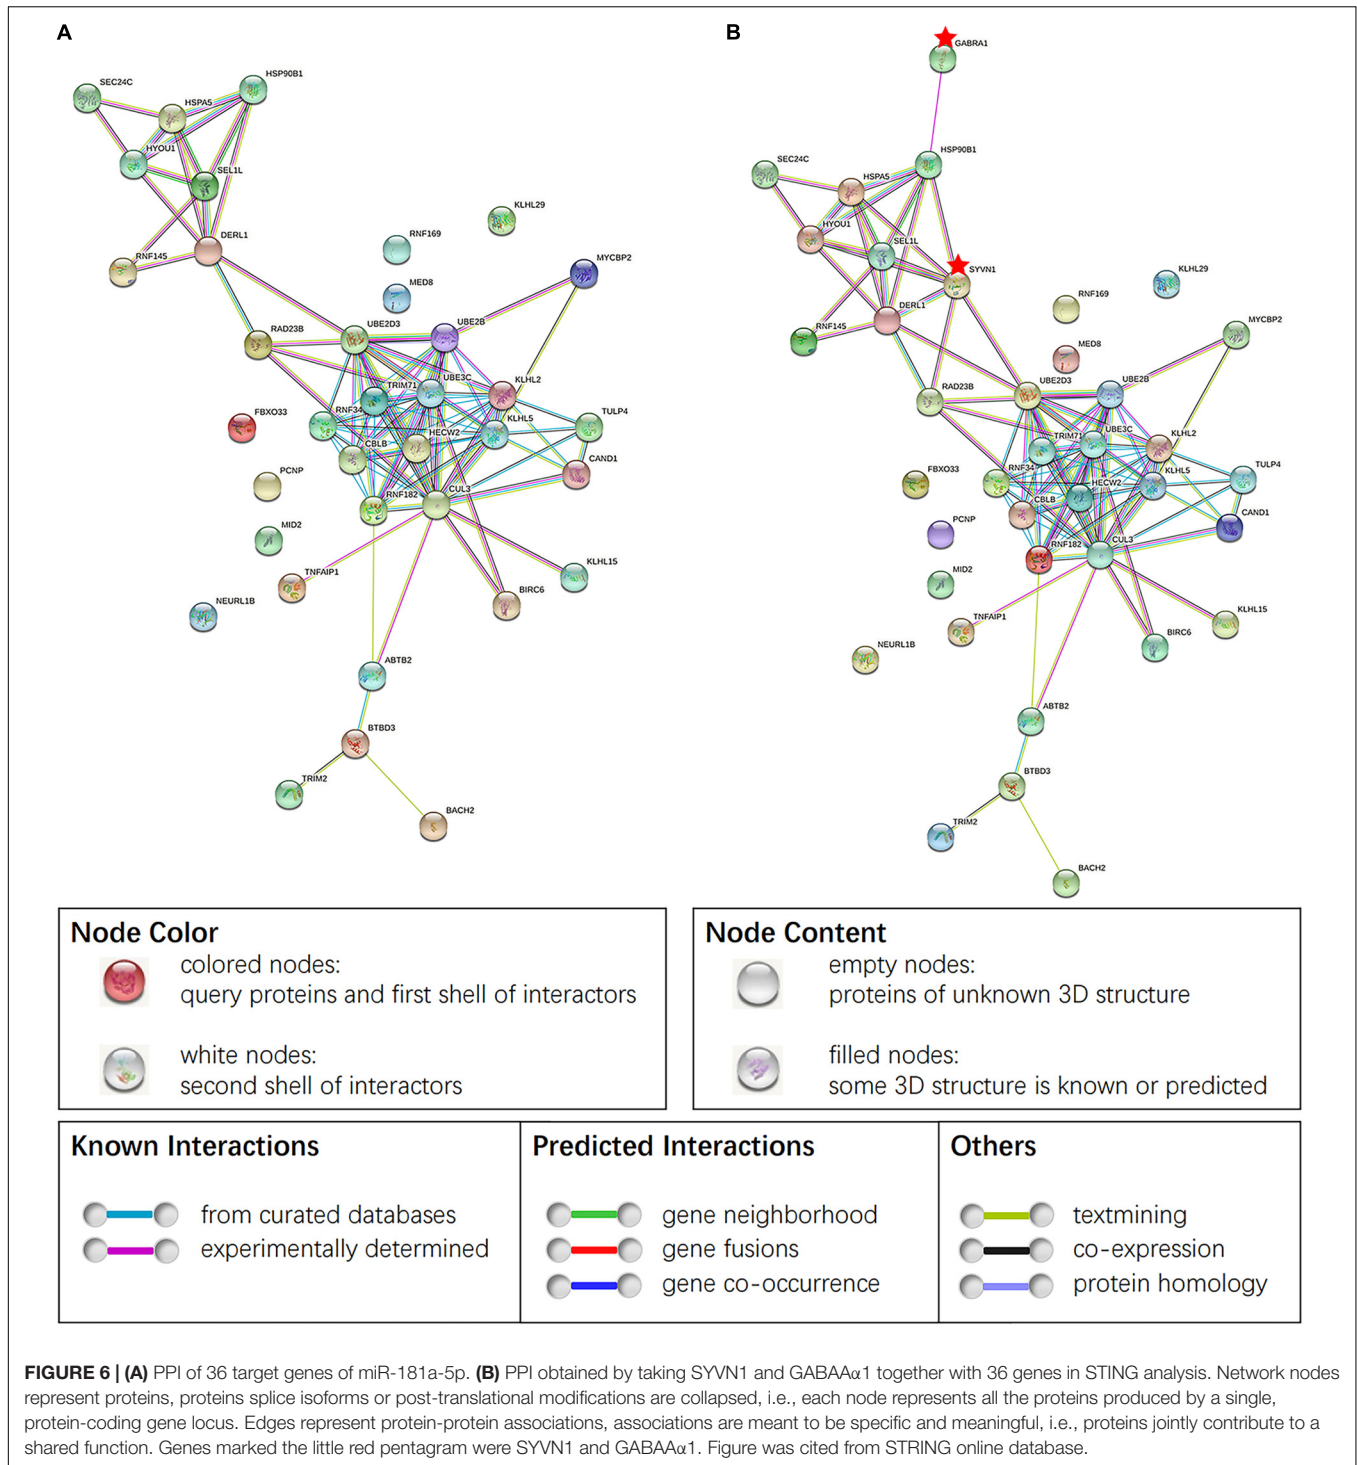 A
SEC24C
HSP90B1
HSPA5
HYOU1
SEL1L
DERL1
RNF145
KLHL29
RNF169
MYCBP2
MED8
UBE2D3
UBE2B
RAD23B
UBE3C
KLHL2
TRIM71
FBXO33
RNF34
KLHL5
TULP4
HECW2
CBLB
CAND1
PCNP
RNF182
CUL3
MID2
TNFAIP1
KLHL15
BIRC6
NEURL1B
ABTB2
BTBD3
TRIM2
BACH2
B
GABRA1
HSP90B1
SEC24C
HSPA5
HYOU1
SEL1L
SYVN1
KLHL29
DERL1
RNF169
RNF145
MYCBP2
MED8
UBE2D3
UBE2B
RAD23B
UBE3C
KLHL2
TRIM71
FBXO33
RNF34
KLHL5
TULP4
HECW2
CBLB
CAND1
PCNP
RNF182
CUL3
MID2
TNFAIP1
KLHL15
BIRC6
NEURL1B
ABTB2
BTBD3
TRIM2
BACH2
Node Color
colored nodes:
query proteins and first shell of interactors
white nodes:
second shell of interactors
Node Content
empty nodes:
proteins of unknown 3D structure
filled nodes:
some 3D structure is known or predicted
Known Interactions
from curated databases
experimentally determined
Predicted Interactions
gene neighborhood
gene fusions
gene co-occurrence
Others
textmining
co-expression
protein homology
FIGURE 6 | (A) PPI of 36 target genes of miR-181a-5p. (B) PPI obtained by taking SYVN1 and GABAAα1 together with 36 genes in STING analysis. Network nodes
represent proteins, proteins splice isoforms or post-translational modifications are collapsed, i.e., each node represents all the proteins produced by a single,
protein-coding gene locus. Edges represent protein-protein associations, associations are meant to be specific and meaningful, i.e., proteins jointly contribute to a
shared function. Genes marked the little red pentagram were SYVN1 and GABAAα1. Figure was cited from STRING online database.